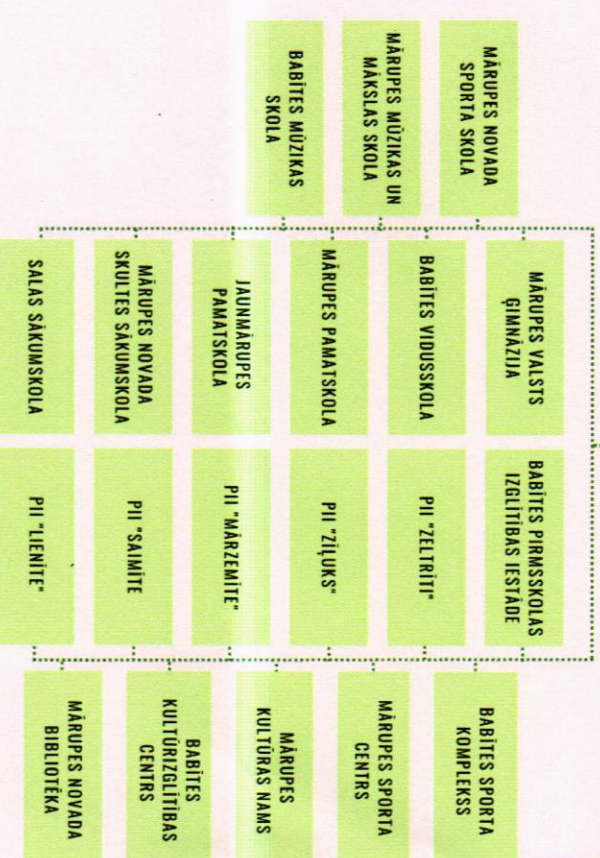 MĀRUPES NOVADA
SPORTA SKOLA
MĀRUPES MŪZIKAS UN
MĀKSLAS SKOLA
BABĪTES MŪZIKAS
SKOLA
MĀRUPES VALSTS
ĢIMNĀZIJA
BABĪTES VIDUSSKOLA
MĀRUPES PAMATSKOLA
JAUNMĀRUPES
PAMATSKOLA
MĀRUPES NOVADA
SKULTES SĀKUMSKOLA
SALAS SĀKUMSKOLA
BABĪTES PIRMSSKOLAS
IZGLĪTĪBAS IESTĀDE
PII "ZELTRĪTI"
PII "ZĪĻUKS"
PII "MĀRZEMĪTE"
PII "SAIMĪTE
PII "LIENĪTE"
BABĪTES SPORTA
KOMPLEKSS
MĀRUPES SPORTA
CENTRS
MĀRUPES
KULTŪRAS NAMS
BABĪTES
KULTŪRIZGLĪTĪBAS
CENTRS
MĀRUPES NOVADA
BIBLIOTĒKA